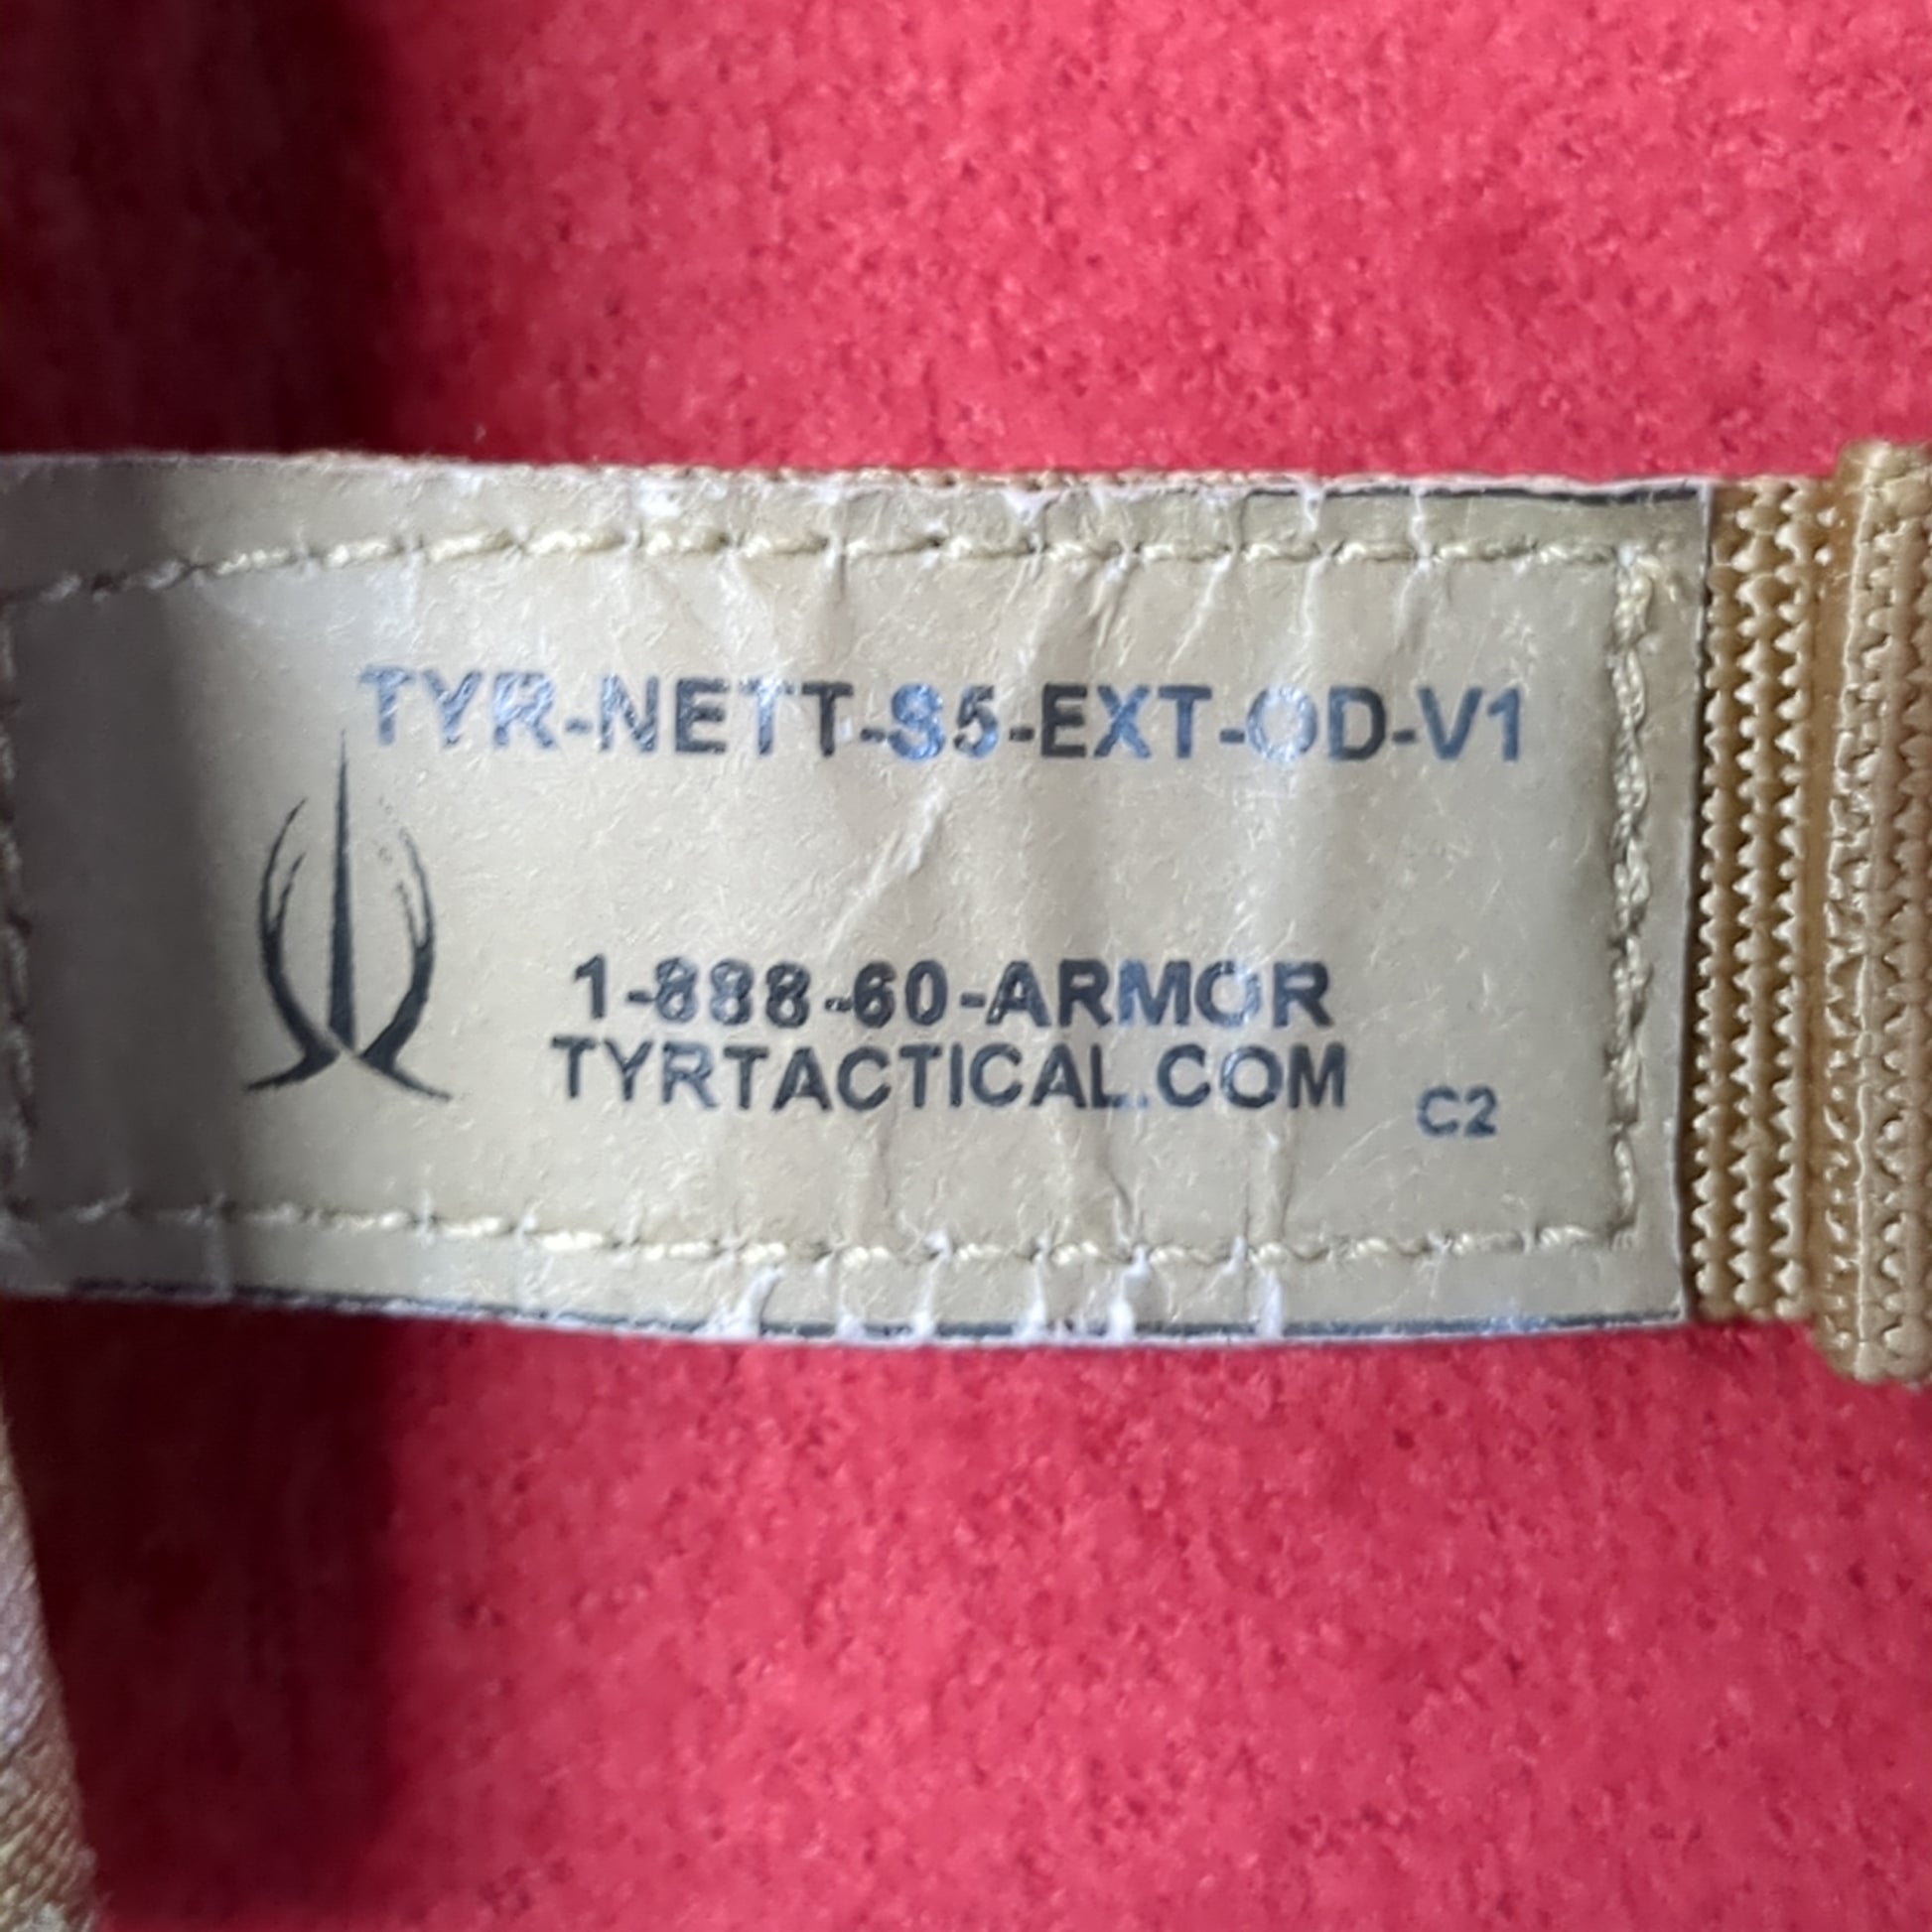 TYR-NETT-S5-EXT-OD-V1
1-888-60-ARMOR
TYRTACTICAL.COM
C2